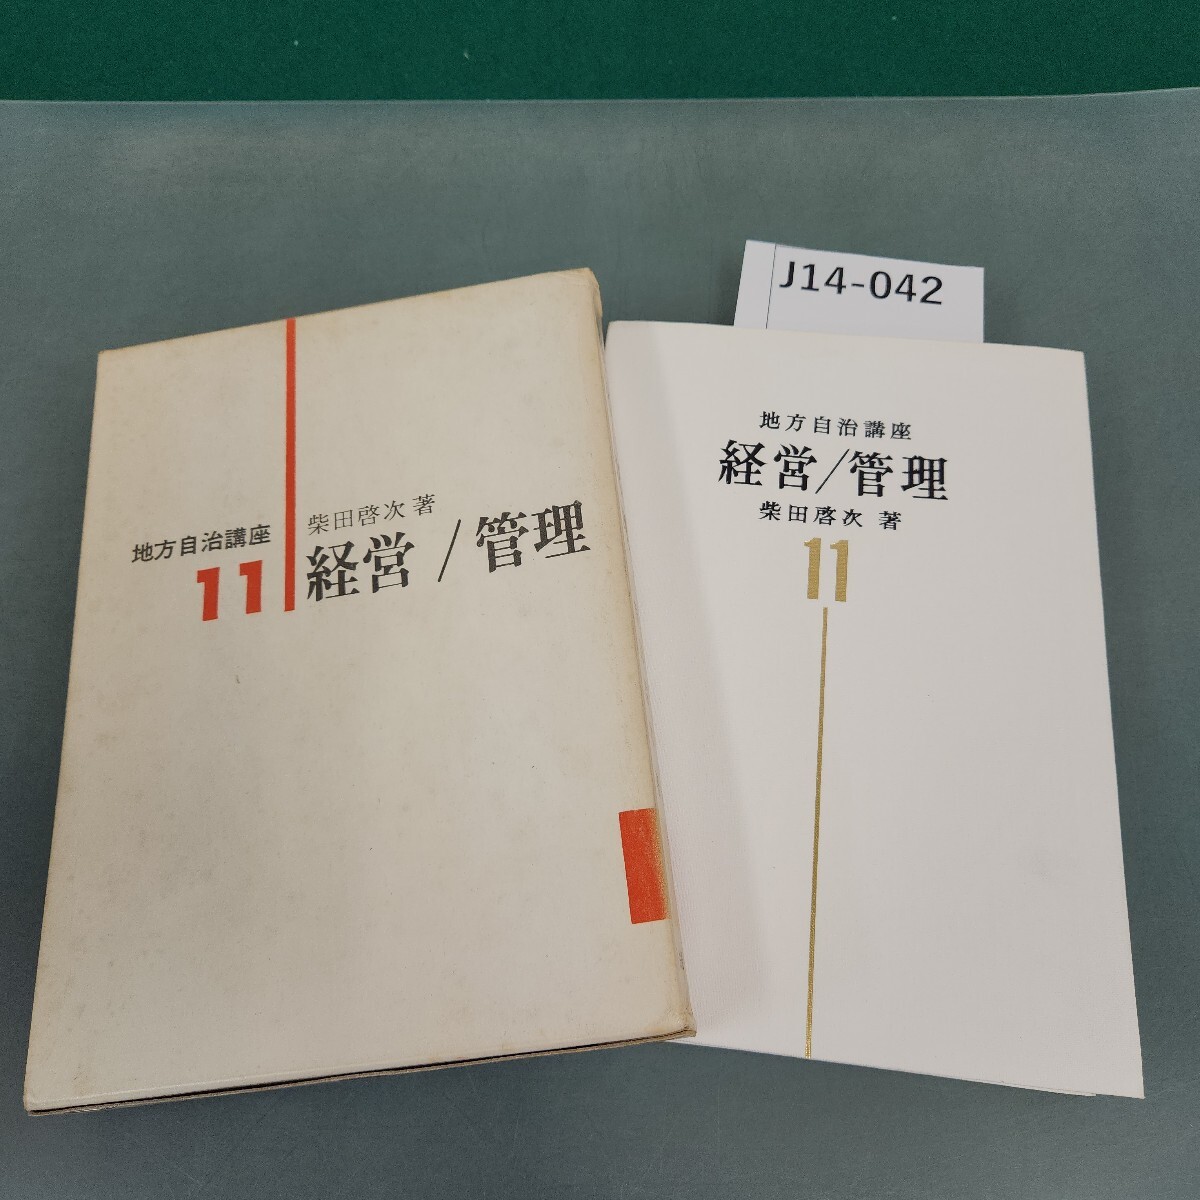 J14-042
地方自治講座
11
柴田啓次 著
経営 / 管理
地方自治講座
経営/管理
柴田啓次 著
11